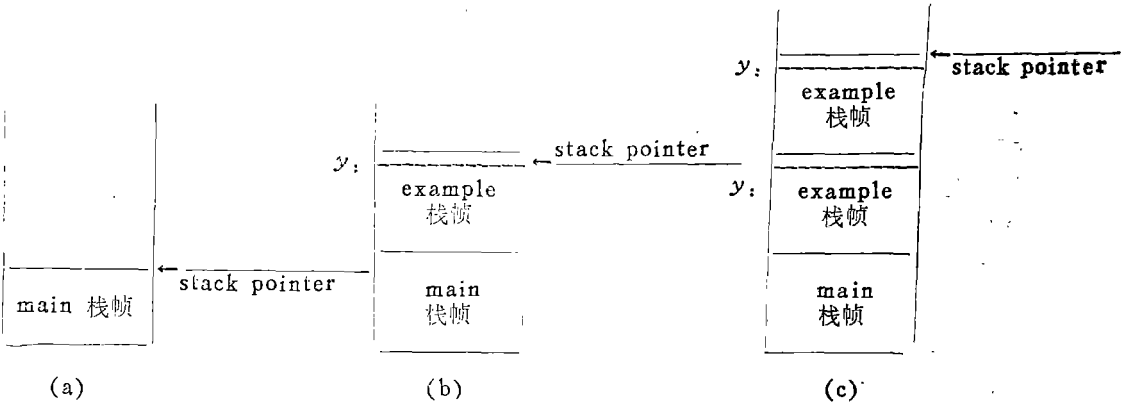 main 栈帧
stack pointer
(a)
y:
stack pointer
example
栈帧
main
栈帧
(b)
y:
stack pointer
example
栈帧
y:
example
栈帧
main
栈帧
(c)